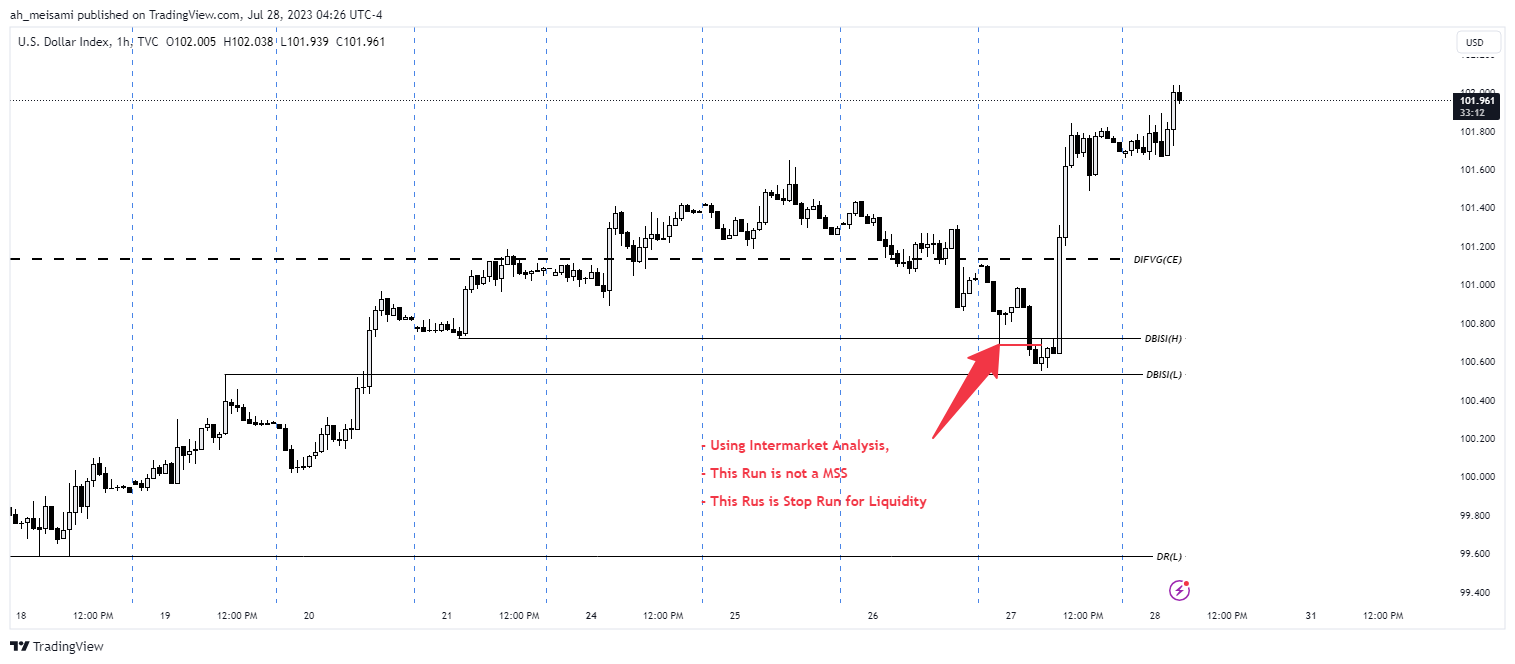 ah_meisami published on TradingView.com, Jul 28, 2023 04:26 UTC-4
U.S. Dollar Index, 1h, TVC O102.005 H102.038 L101.939 C101.961
USD
102.000
101.961
33:12
101.800
101.600
101.400
101.200
DIFVG(CE)
101.000
100.800
DBISI(H)
100.600
DBISI(L)
100.400
100.200
- Using Intermarket Analysis,
100.000
- This Run is not a MSS
- This Rus is Stop Run for Liquidity
99.800
99.600
DR(L)
99.400
18 12:00 PM 19 12:00 PM 20 21 12:00 PM 24 12:00 PM 25 26 27 12:00 PM 28 12:00 PM 31 12:00 PM
TradingView